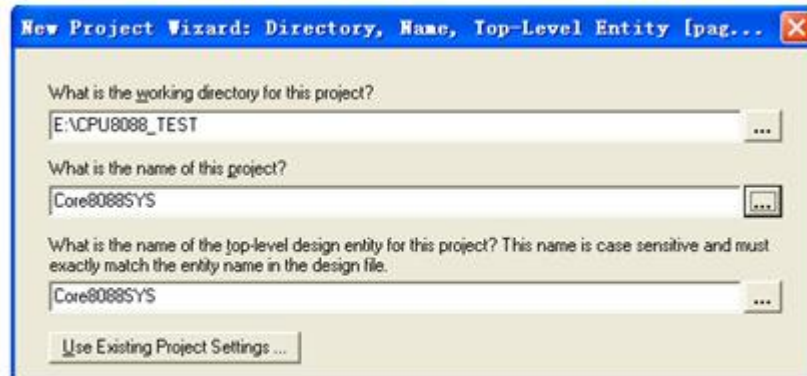 New Project Wizard: Directory, Name, Top-Level Entity [pag...
What is the working directory for this project?
E:\CPU8088_TEST
...
What is the name of this project?
Core8088SYS
...
What is the name of the top-level design entity for this project? This name is case sensitive and must
exactly match the entity name in the design file.
Core8088SYS
...
Use Existing Project Settings ...